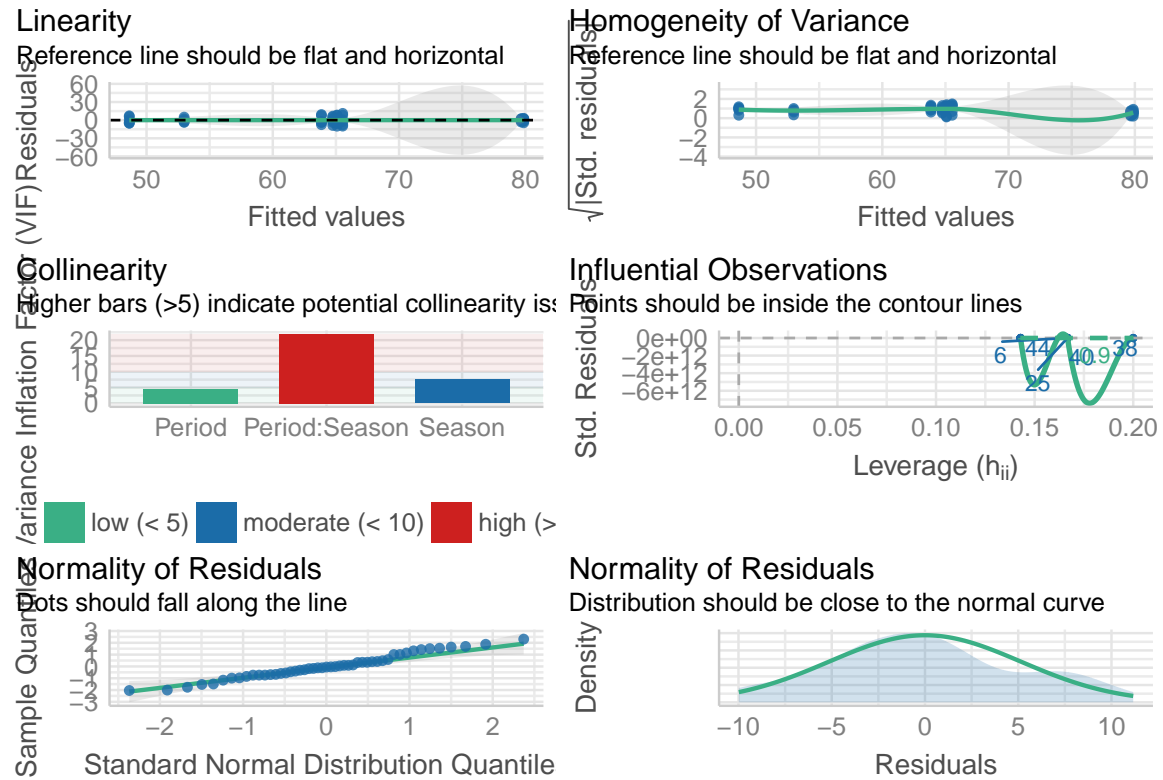 Linearity
Reference line should be flat and horizontal
Residuals
60
30
0
−30
−60
50 60 70 80
Fitted values
Homogeneity of Variance
Reference line should be flat and horizontal
√|Std. residuals|
2
0
−2
−4
50 60 70 80
Fitted values
Collinearity
Higher bars (>5) indicate potential collinearity iss
Variance Inflation Factor (VIF)
20
15
10
5
0
Period Period:Season Season
low (< 5) moderate (< 10) high (>
Influential Observations
Points should be inside the contour lines
Std. Residuals
0e+00
−2e+12
−4e+12
−6e+12
6 44 25 40 0.9 38
0.00 0.05 0.10 0.15 0.20
Leverage (hii)
Normality of Residuals
Dots should fall along the line
Sample Quantiles
3
2
1
0
−1
−2
−3
−2 −1 0 1 2
Standard Normal Distribution Quantile
Normality of Residuals
Distribution should be close to the normal curve
Density
−10 −5 0 5 10
Residuals